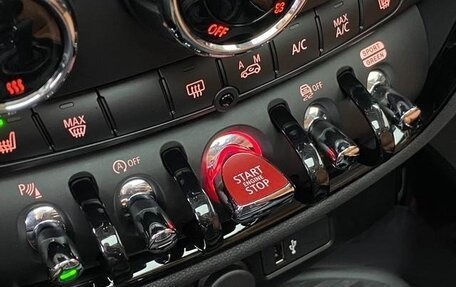 OFF
MAX
A/C
A/C
A M
SPORT
GREEN
MAX
OFF
OFF
P
START
ENGINE
STOP